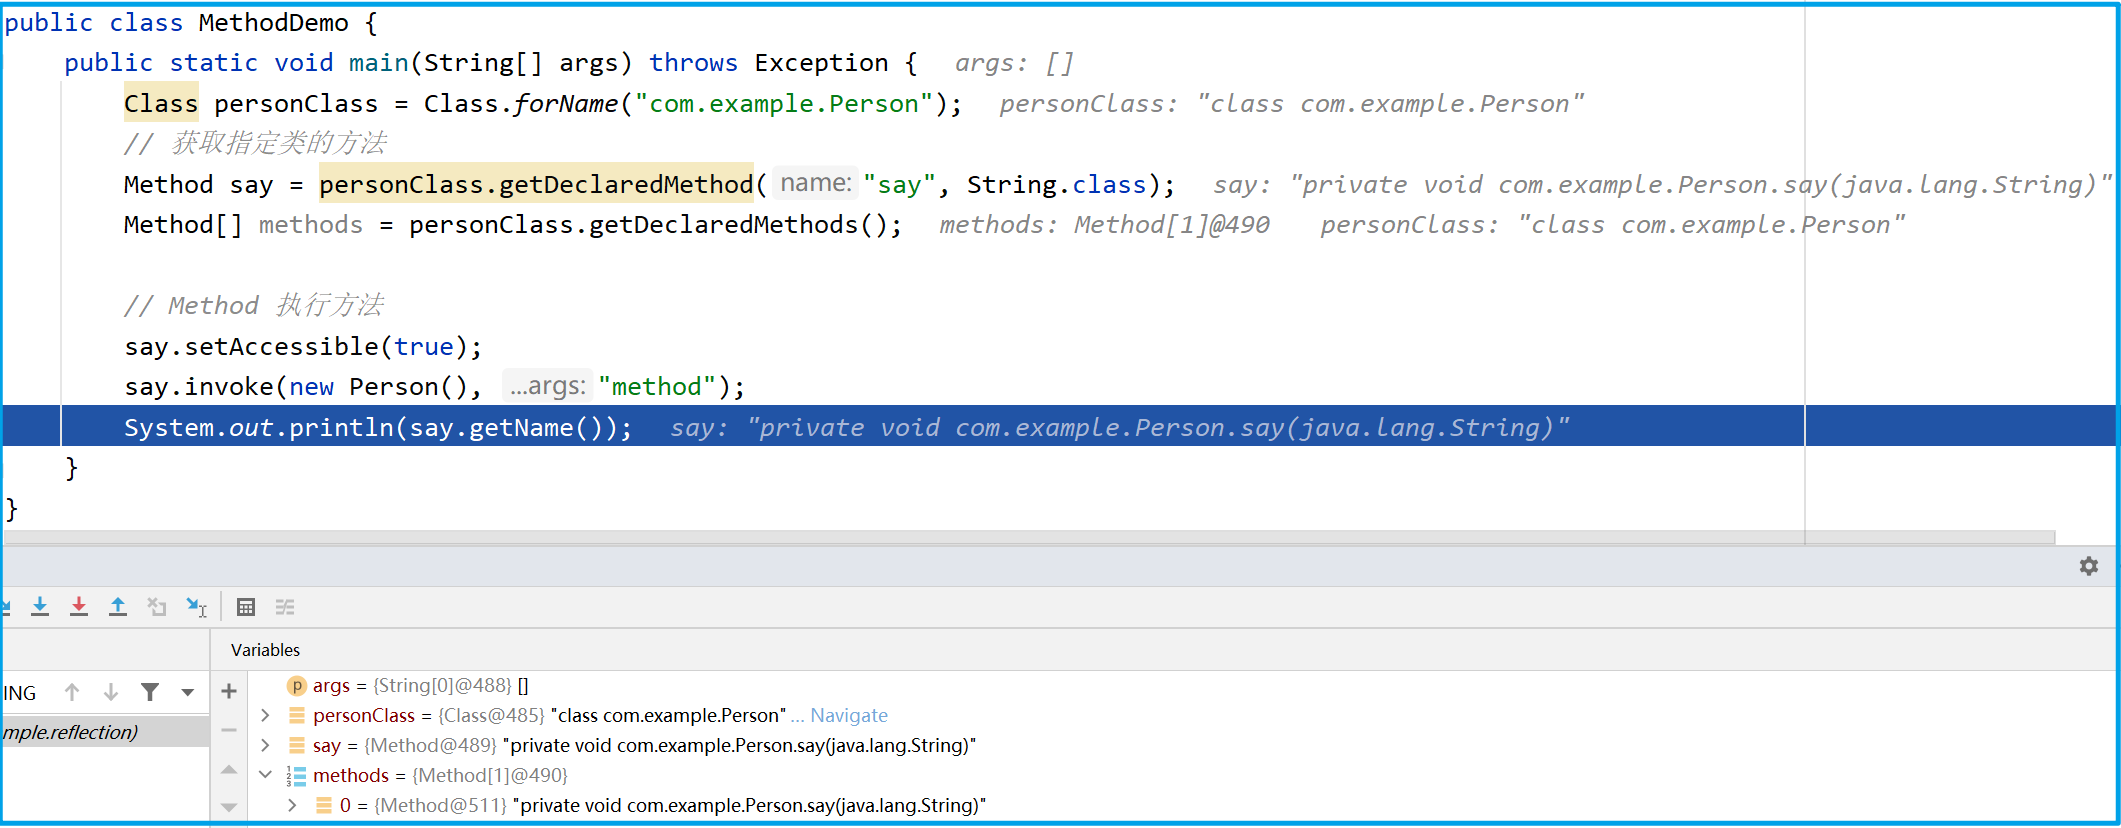 public class MethodDemo {
public static void main(String[] args) throws Exception {   args: []
Class personClass = Class.forName("com.example.Person");   personClass: "class com.example.Person"
// 获取指定类的方法
Method say = personClass.getDeclaredMethod( name: "say", String.class);   say: "private void com.example.Person.say(java.lang.String)"
Method[] methods = personClass.getDeclaredMethods();   methods: Method[1]@490   personClass: "class com.example.Person"
// Method 执行方法
say.setAccessible(true);
say.invoke(new Person(), ...args: "method");
System.out.println(say.getName());   say: "private void com.example.Person.say(java.lang.String)"
}
}
Variables
ING
mple.reflection)
args = {String[0]@488} []
personClass = {Class@485} "class com.example.Person" ... Navigate
say = {Method@489} "private void com.example.Person.say(java.lang.String)"
methods = {Method[1]@490}
0 = {Method@511} "private void com.example.Person.say(java.lang.String)"